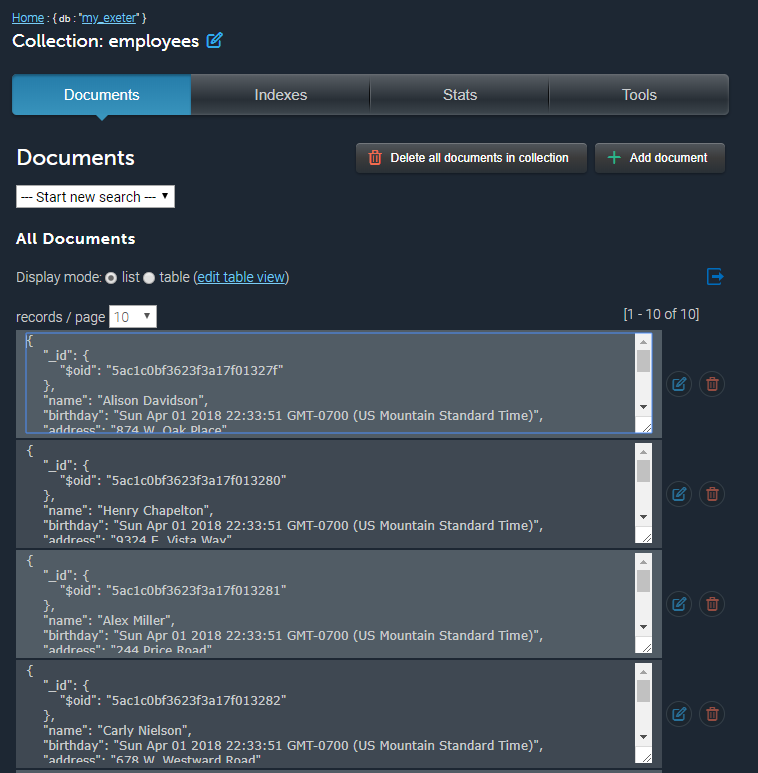 Home : { db : "my_exeter" }
Collection: employees
Documents Indexes Stats Tools
Documents
Delete all documents in collection
Add document
--- Start new search ---
All Documents
Display mode: list table (edit table view)
records / page 10
[1 - 10 of 10]
{
"_id": {
"$oid": "5ac1c0bf3623f3a17f01327f"
},
"name": "Alison Davidson",
"birthday": "Sun Apr 01 2018 22:33:51 GMT-0700 (US Mountain Standard Time)",
"address": "874 W. Oak Place"
{
"_id": {
"$oid": "5ac1c0bf3623f3a17f013280"
},
"name": "Henry Chapelton",
"birthday": "Sun Apr 01 2018 22:33:51 GMT-0700 (US Mountain Standard Time)",
"address": "9324 E. Vista Way"
{
"_id": {
"$oid": "5ac1c0bf3623f3a17f013281"
},
"name": "Alex Miller",
"birthday": "Sun Apr 01 2018 22:33:51 GMT-0700 (US Mountain Standard Time)",
"address": "244 Price Road"
{
"_id": {
"$oid": "5ac1c0bf3623f3a17f013282"
},
"name": "Carly Nielson",
"birthday": "Sun Apr 01 2018 22:33:51 GMT-0700 (US Mountain Standard Time)",
"address": "678 W. Westward Road"